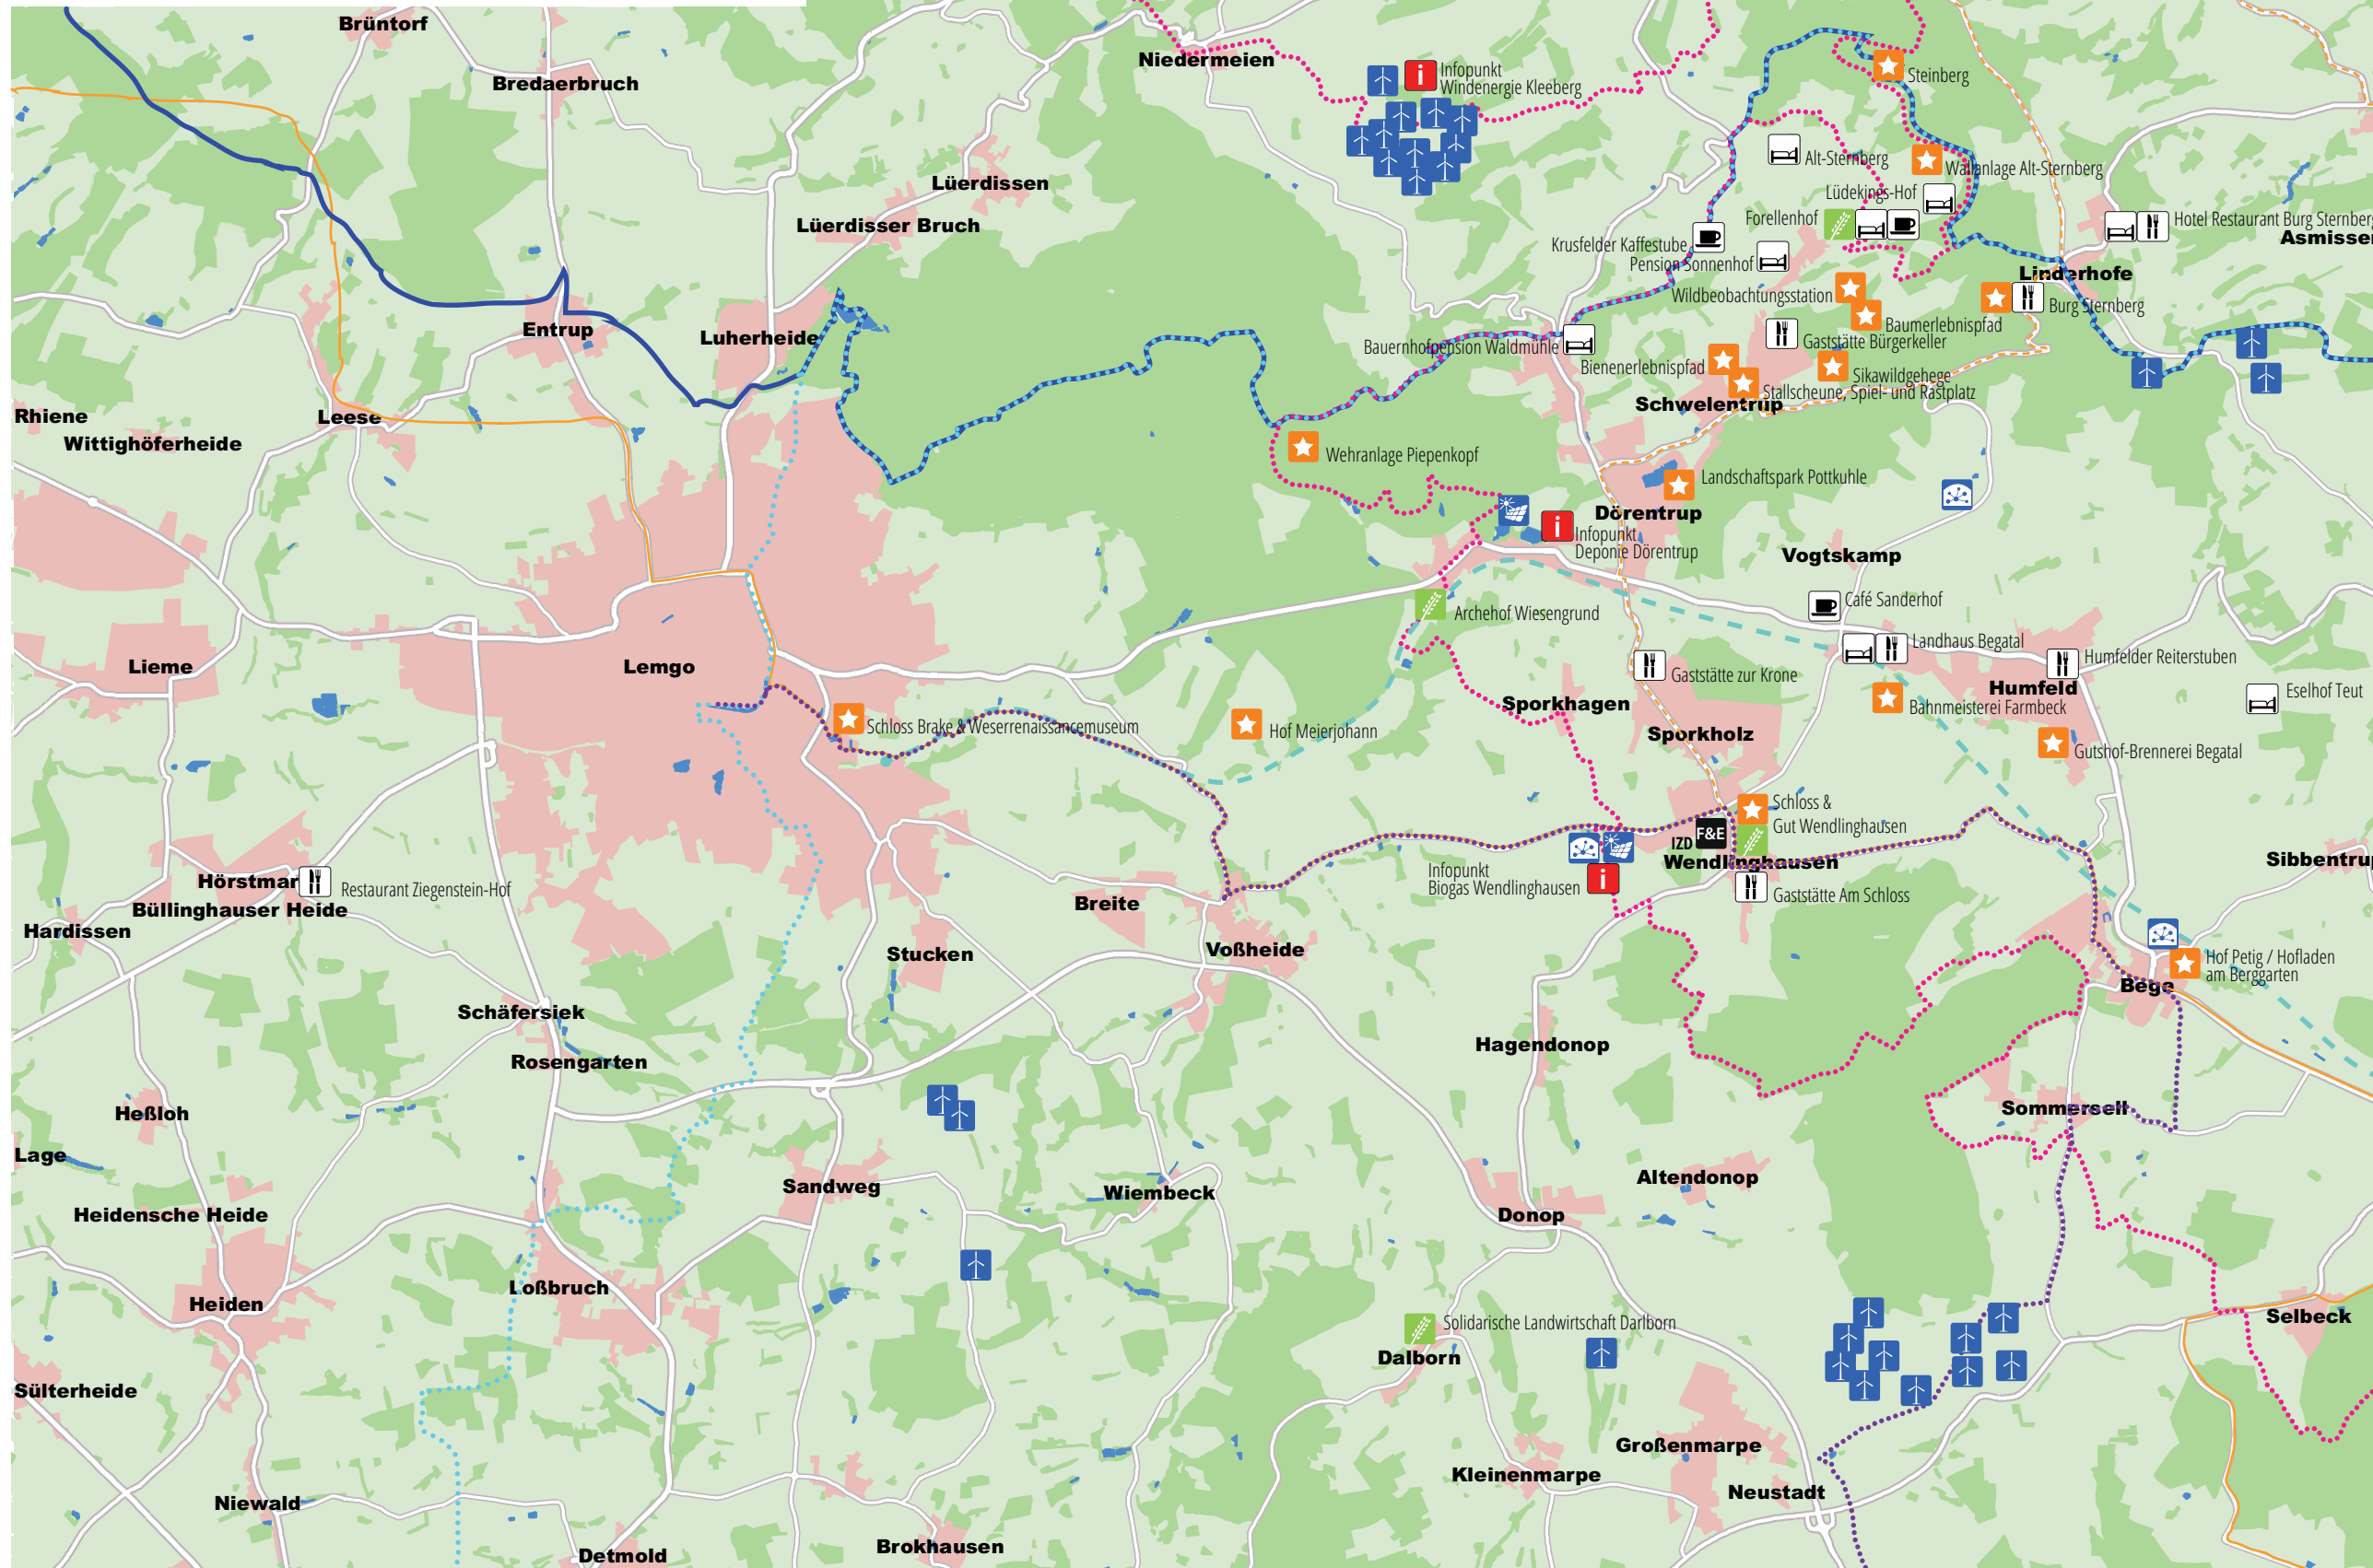 Brüntorf
Bredaerbruch
Niedermeien
Infopunkt
Windenergie Kleeberg
Steinberg
Alt-Sternberg
Wallanlage Alt-Sternberg
Lüerdissen
Lüdekings-Hof
Lüerdisser Bruch
Forellenhof
Hotel Restaurant Burg Sternberg
Asmissen
Krusfelder Kaffestube
Pension Sonnenhof
Linderhofe
Wildbeobachtungsstation
Burg Sternberg
Entrup
Luherheide
Baumerlebnispfad
Gaststätte Bürgerkeller
Bauernhofpension Waldmühle
Bienenerlebnispfad
Sikawildgehege
Stallscheune, Spiel- und Rastplatz
Schwelentrup
Rhiene
Leese
Wittighöferheide
Wehranlage Piepenkopf
Landschaftspark Pottkuhle
Dörentrup
i
Infopunkt
Deponie Dörentrup
Vogtskamp
Café Sanderhof
Archehof Wiesengrund
Landhaus Begatal
Humfelder Reiterstuben
Lieme
Lemgo
Gaststätte zur Krone
Humfeld
Eselhof Teut
Sporkhagen
Bahnmeisterei Farmbeck
Schloss Brake & Weserrenaissancemuseum
Hof Meierjohann
Sporkholz
Gutshof-Brennerei Begatal
Schloss &
Gut Wendlinghausen
F&E
IZD
Wendlinghausen
Sibbentrup
Infopunkt
Biogas Wendlinghausen
i
Gaststätte Am Schloss
Hörstmar
Restaurant Ziegenstein-Hof
Büllinghauser Heide
Hardissen
Breite
Stucken
Voßheide
Hof Petig / Hofladen
am Berggarten
Bega
Schäfersiek
Hagendonop
Rosengarten
Heßloh
Sommersell
Lage
Altendonop
Sandweg
Wiembeck
Heidensche Heide
Donop
Loßbruch
Heiden
Solidarische Landwirtschaft Darlborn
Selbeck
Dalborn
Sülterheide
Großenmarpe
Kleinenmarpe
Neustadt
Niewald
Brokhausen
Detmold